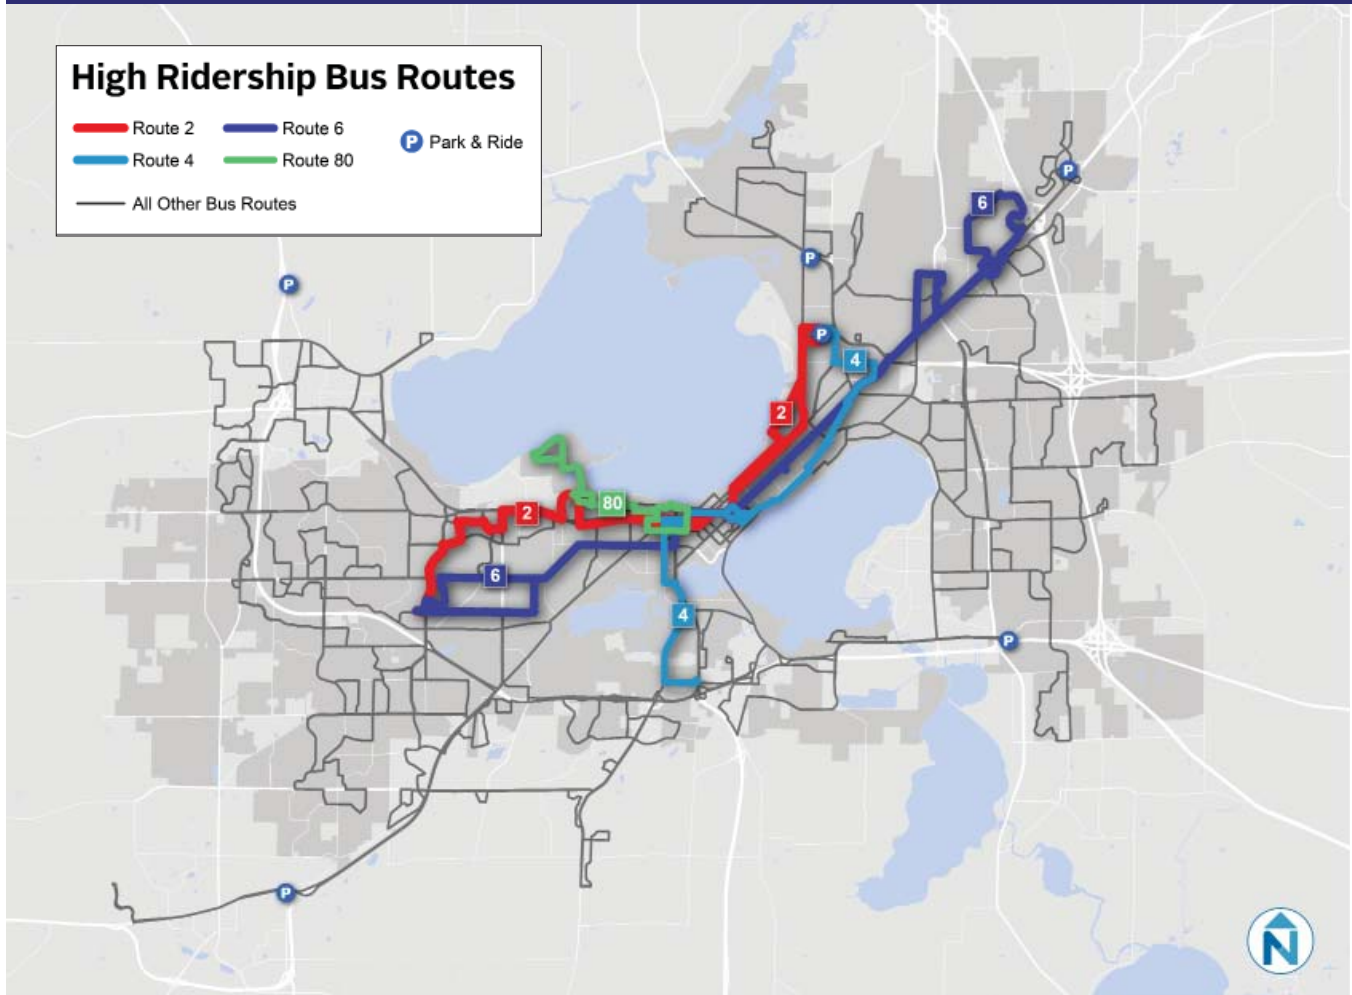 High Ridership Bus Routes
Route 2 Route 6
P Park & Ride
Route 4 Route 80
All Other Bus Routes
P
6
P
P
P
4
2
80
2
6
4
P
P
N